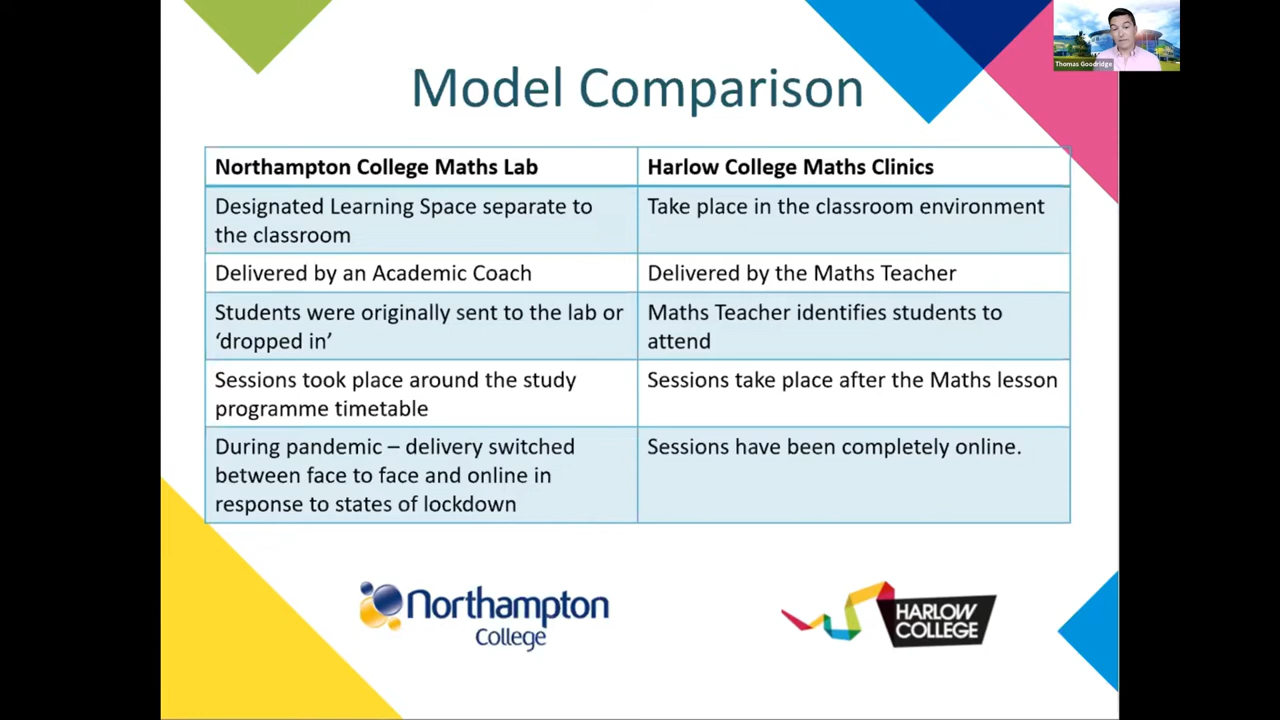 Thomas Goodridge
Model Comparison
Northampton College Maths Lab
Harlow College Maths Clinics
Designated Learning Space separate to
the classroom
Take place in the classroom environment
Delivered by an Academic Coach
Delivered by the Maths Teacher
Students were originally sent to the lab or
‘dropped in’
Maths Teacher identifies students to
attend
Sessions took place around the study
programme timetable
Sessions take place after the Maths lesson
During pandemic – delivery switched
between face to face and online in
response to states of lockdown
Sessions have been completely online.
Northampton
College
HARLOW
COLLEGE